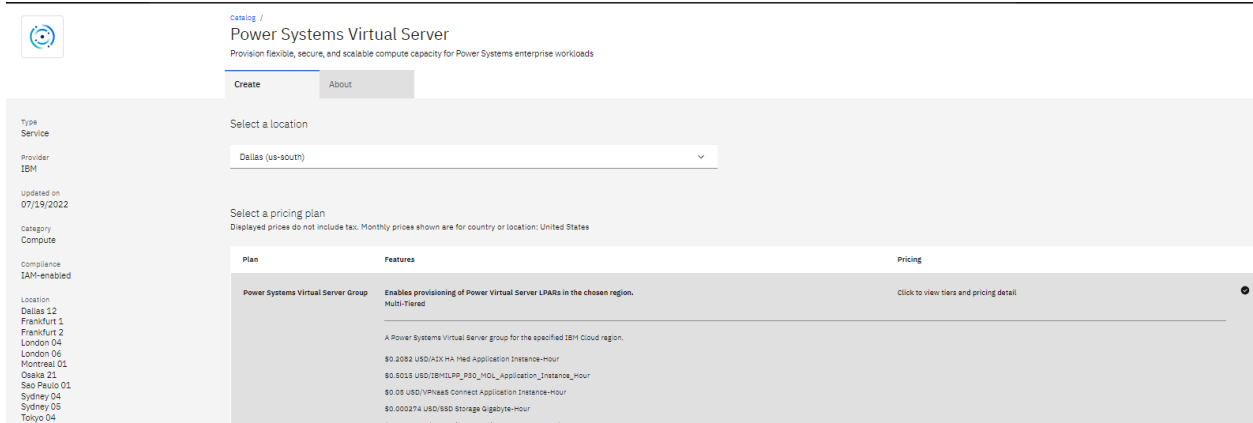 Catalog /
Power Systems Virtual Server
Provision flexible, secure, and scalable compute capacity for Power Systems enterprise workloads
Create
About
Type
Service
Provider
IBM
Updated on
07/19/2022
Category
Compute
Compliance
IAM-enabled
Location
Dallas 12
Frankfurt 1
Frankfurt 2
London 04
London 06
Montreal 01
Osaka 21
Sao Paulo 01
Sydney 04
Sydney 05
Tokyo 04
Select a location
Dallas (us-south)
Select a pricing plan
Displayed prices do not include tax. Monthly prices shown are for country or location: United States
Plan Features Pricing
Power Systems Virtual Server Group Enables provisioning of Power Virtual Server LPARs in the chosen region. Click to view tiers and pricing detail
Multi-Tiered
A Power Systems Virtual Server group for the specified IBM Cloud region.
$0.2082 USD/AIX HA Med Application Instance-Hour
$0.5015 USD/IBMILPP_P30_MOL_Application_Instance_Hour
$0.05 USD/VPNaaS Connect Application Instance-Hour
$0.000274 USD/SSD Storage Gigabyte-Hour